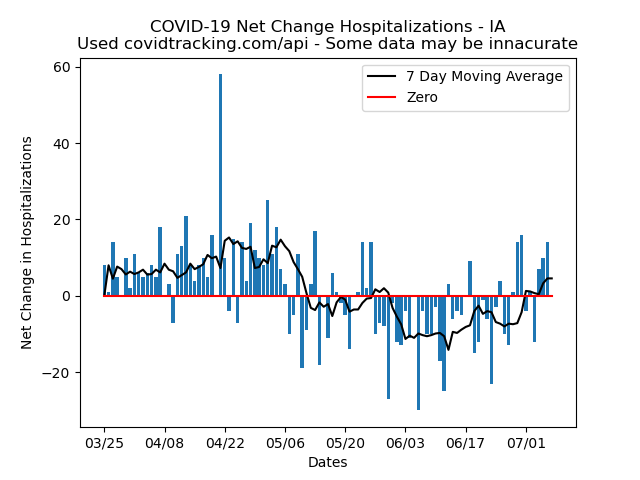 COVID-19 Net Change Hospitalizations - IA
Used covidtracking.com/api - Some data may be innacurate
7 Day Moving Average
Zero
Net Change in Hospitalizations
60
40
20
0
−20
03/25 04/08 04/22 05/06 05/20 06/03 06/17 07/01
Dates